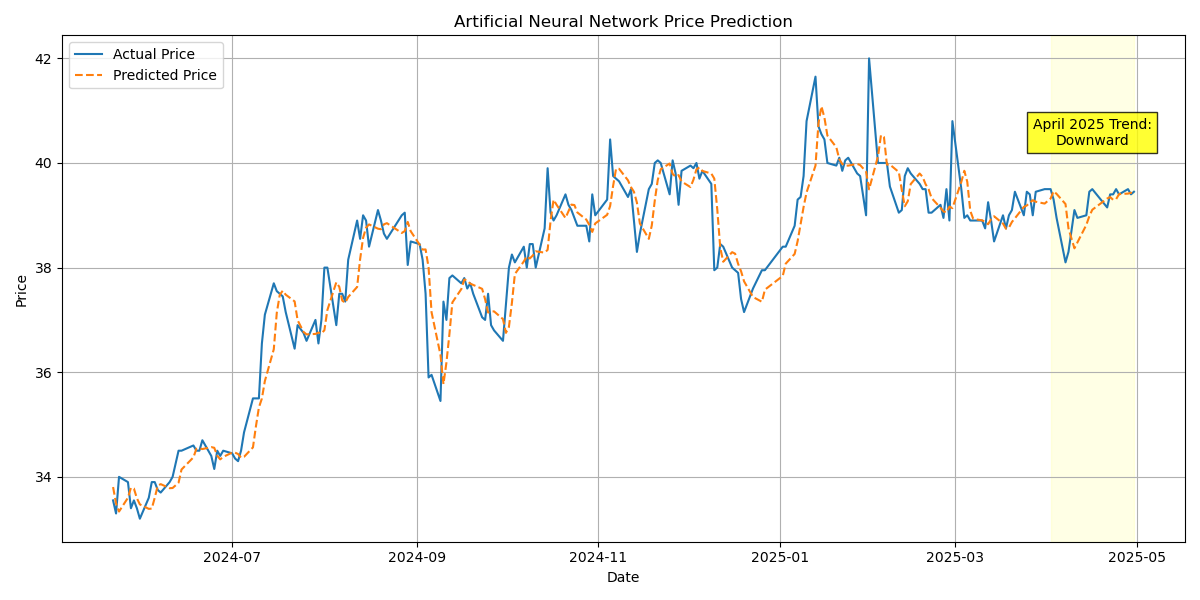 Artificial Neural Network Price Prediction
Actual Price
Predicted Price
April 2025 Trend:
Downward
Price
42
40
38
36
34
2024-07
2024-09
2024-11
2025-01
2025-03
2025-05
Date